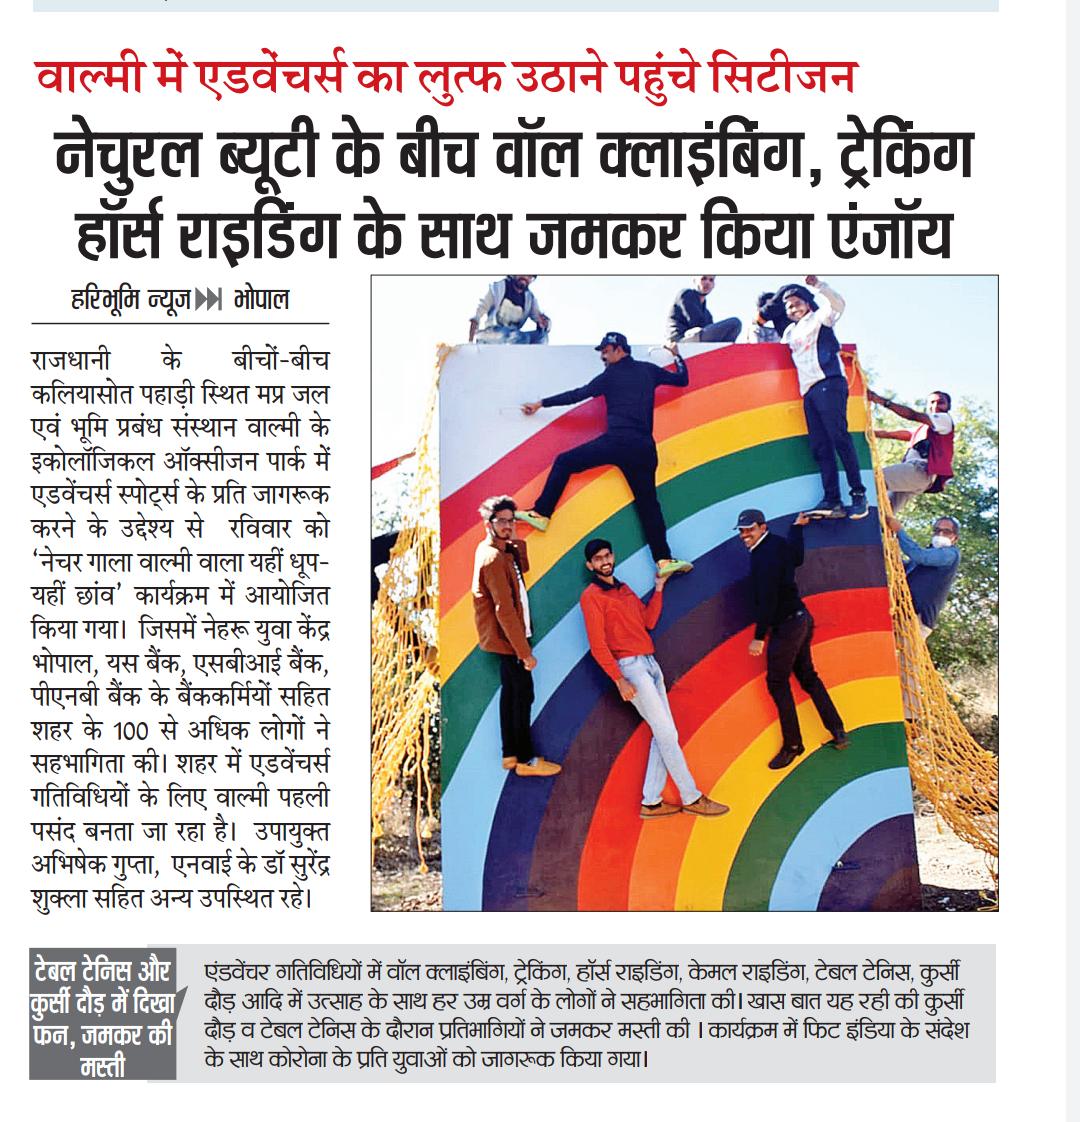 वाल्मी में एडवेंचर्स का लुत्फ उठाने पहुंचे सिटीजन
नेचुरल ब्यूटी के बीच वॉल क्लाइंबिंग, ट्रेकिंग
हॉर्स राइडिंग के साथ जमकर किया एंजॉय
हरिभूमि न्यूज भोपाल
राजधानी के बीचों-बीच
कलियासोत पहाड़ी स्थित मप्र जल
एवं भूमि प्रबंध संस्थान वाल्मी के
इकोलॉजिकल ऑक्सीजन पार्क में
एडवेंचर्स स्पोर्ट्स के प्रति जागरूक
करने के उद्देश्य से रविवार को
‘नेचर गाला वाल्मी वाला यहीं धूप-
यहीं छांव’ कार्यक्रम में आयोजित
किया गया। जिसमें नेहरू युवा केंद्र
भोपाल, यस बैंक, एसबीआई बैंक,
पीएनबी बैंक के बैंककर्मियों सहित
शहर के 100 से अधिक लोगों ने
सहभागिता की। शहर में एडवेंचर्स
गतिविधियों के लिए वाल्मी पहली
पसंद बनता जा रहा है। उपायुक्त
अभिषेक गुप्ता, एनवाई के डॉ सुरेंद्र
शुक्ला सहित अन्य उपस्थित रहे।
टेबल टेनिस और
कुर्सी दौड़ में दिखा
फन, जमकर की
मस्ती
एंडवेंचर गतिविधियों में वॉल क्लाइंबिंग, ट्रेकिंग, हॉर्स राइडिंग, केमल राइडिंग, टेबल टेनिस, कुर्सी
दौड़ आदि में उत्साह के साथ हर उम्र वर्ग के लोगों ने सहभागिता की। खास बात यह रही की कुर्सी
दौड़ व टेबल टेनिस के दौरान प्रतिभागियों ने जमकर मस्ती की । कार्यक्रम में फिट इंडिया के संदेश
के साथ कोरोना के प्रति युवाओं को जागरूक किया गया।